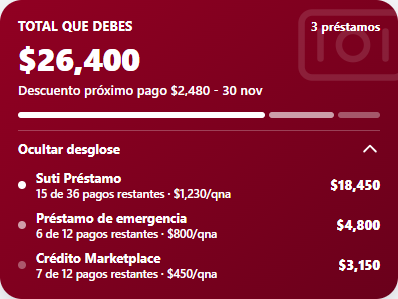 TOTAL QUE DEBES
3 préstamos
$26,400
Descuento próximo pago $2,480 - 30 nov
Ocultar desglose
Suti Préstamo
15 de 36 pagos restantes · $1,230/qna
$18,450
Préstamo de emergencia
6 de 12 pagos restantes · $800/qna
$4,800
Crédito Marketplace
7 de 12 pagos restantes · $450/qna
$3,150